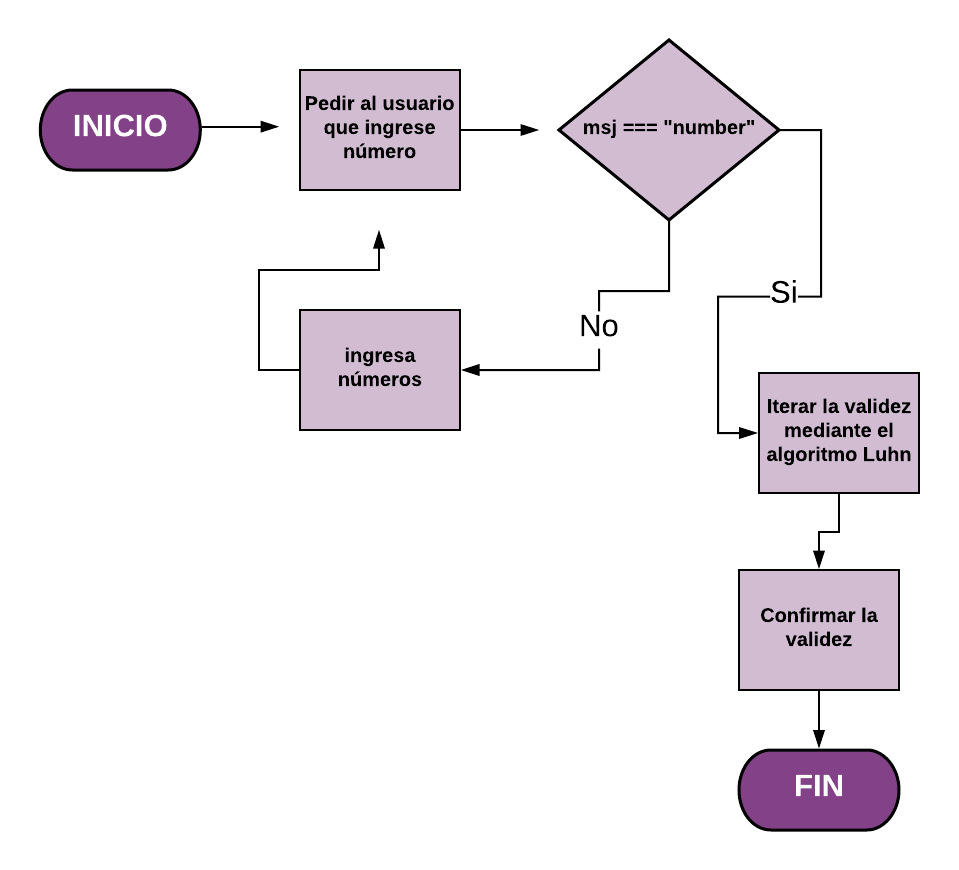 INICIO
Pedir al usuario
que ingrese
número
msj === "number"
Si
No
ingresa
números
Iterar la validez
mediante el
algoritmo Luhn
Confirmar la
validez
FIN